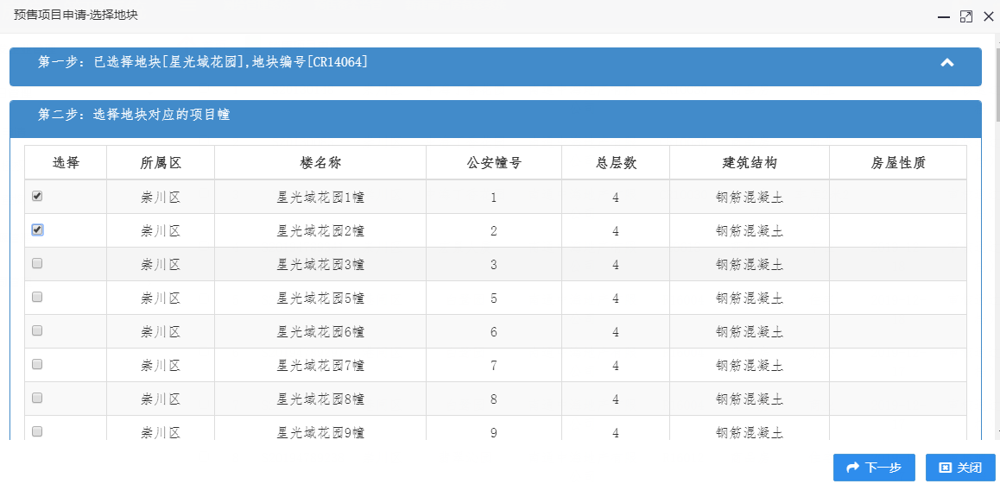 预售项目申请-选择地块
第一步: 已选择地块[星光域花园],地块编号[CR14064]
第二步: 选择地块对应的项目幢
选择 所属区 楼名称 公安幢号 总层数 建筑结构 房屋性质
崇川区 星光域花园1幢 1 4 钢筋混凝土
崇川区 星光域花园2幢 2 4 钢筋混凝土
崇川区 星光域花园3幢 3 4 钢筋混凝土
崇川区 星光域花园5幢 5 4 钢筋混凝土
崇川区 星光域花园6幢 6 4 钢筋混凝土
崇川区 星光域花园7幢 7 4 钢筋混凝土
崇川区 星光域花园8幢 8 4 钢筋混凝土
崇川区 星光域花园9幢 9 4 钢筋混凝土
下一步 关闭